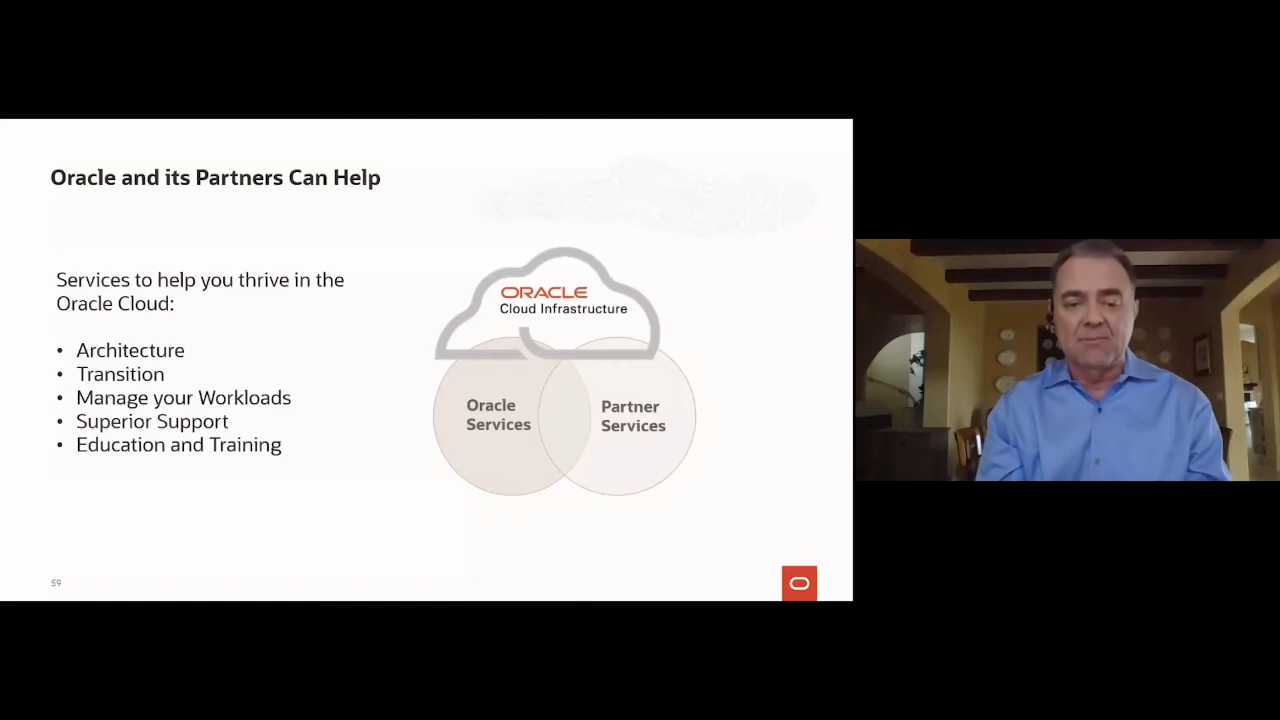 Oracle and its Partners Can Help
Services to help you thrive in the
Oracle Cloud:
• Architecture
• Transition
• Manage your Workloads
• Superior Support
• Education and Training
ORACLE
Cloud Infrastructure
Oracle
Services
Partner
Services
59